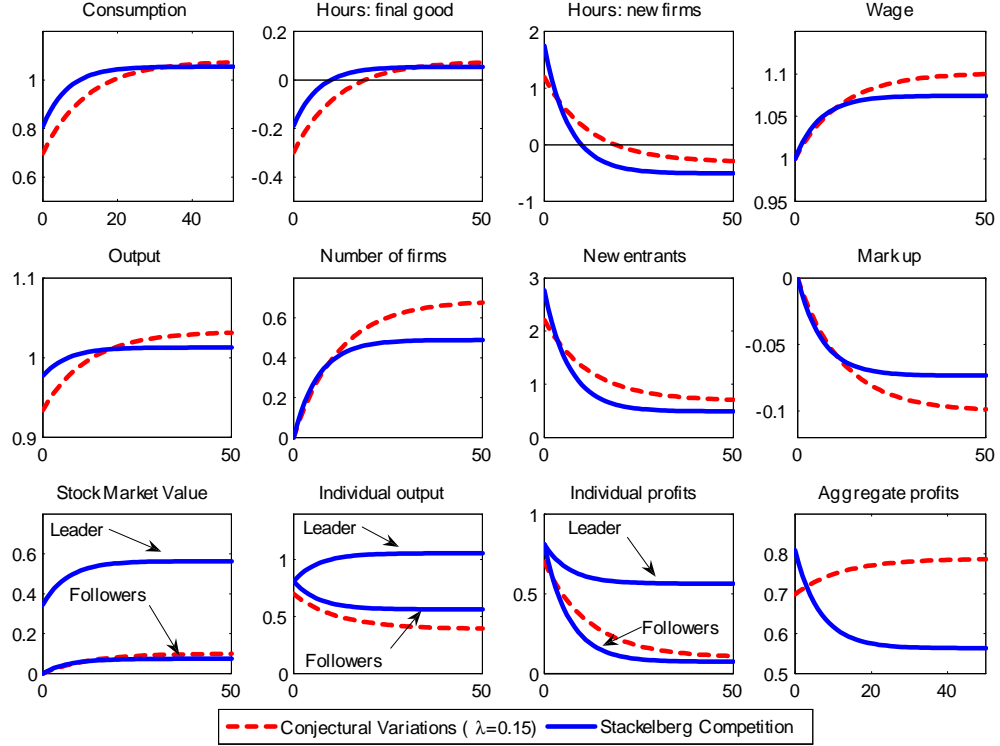 Consumption
Hours: final good
Hours: new firms
Wage
1
0.8
0.6
0 20 40
0.2
0
-0.2
-0.4
0 50
2
1
0
-1
0 50
1.1
1.05
1
0.95
0 50
Output
Number of firms
New entrants
Mark up
1.1
1
0.9
0 50
0.6
0.4
0.2
0
0 50
3
2
1
0
0 50
0
-0.05
-0.1
0 50
Stock Market Value
Individual output
Individual profits
Aggregate profits
0.6
0.4
0.2
0
0 50
Leader
Followers
1
0.5
0
0 50
Leader
Followers
1
0.5
0
0 50
Leader
Followers
0.8
0.7
0.6
0.5
0 20 40
Conjectural Variations ( λ=0.15)
Stackelberg Competition